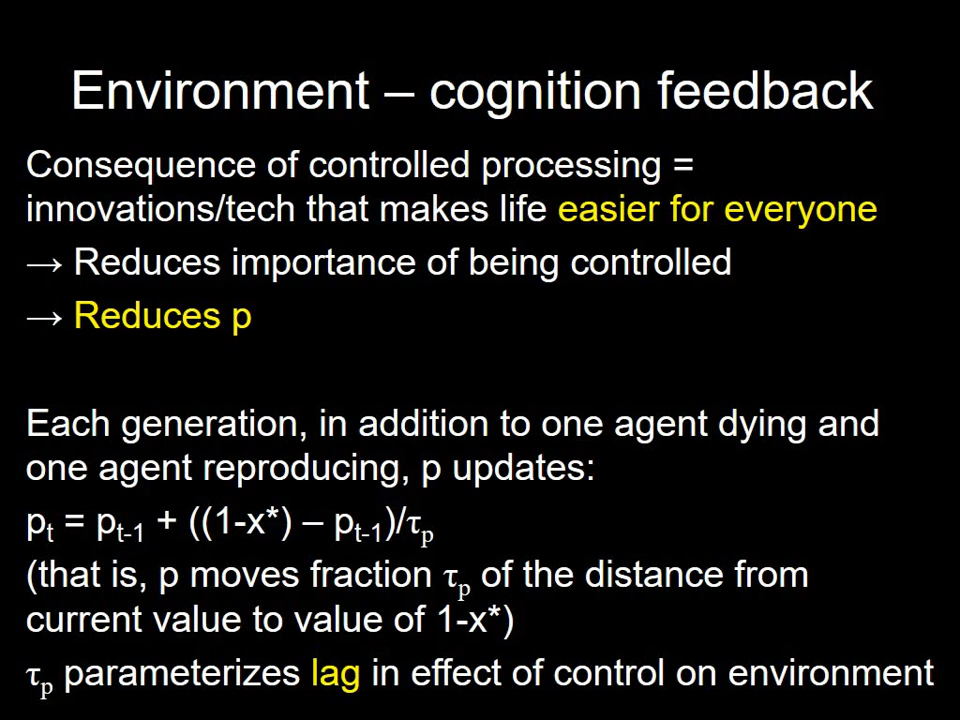 Environment – cognition feedback
Consequence of controlled processing =
innovations/tech that makes life easier for everyone
→ Reduces importance of being controlled
→ Reduces p
Each generation, in addition to one agent dying and
one agent reproducing, p updates:
pₜ = pₜ₋₁ + ((1-x*) – pₜ₋₁)/τₚ
(that is, p moves fraction τₚ of the distance from
current value to value of 1-x*)
τₚ parameterizes lag in effect of control on environment